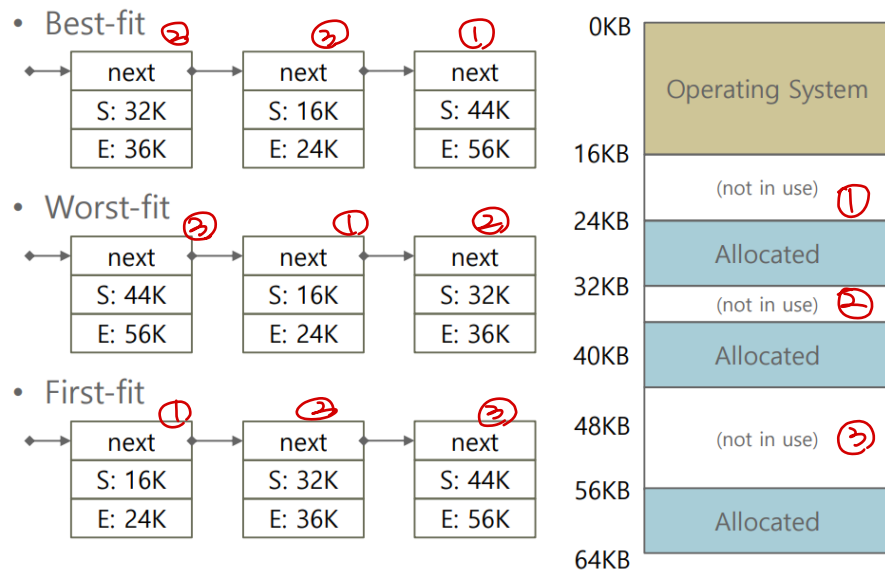 • Best-fit
② ③ ①
next next next
S: 32K S: 16K S: 44K
E: 36K E: 24K E: 56K
• Worst-fit
③ ① ②
next next next
S: 44K S: 16K S: 32K
E: 56K E: 24K E: 36K
• First-fit
① ② ③
next next next
S: 16K S: 32K S: 44K
E: 24K E: 36K E: 56K
0KB
Operating System
16KB
(not in use) ①
24KB
Allocated
32KB
(not in use) ②
40KB
Allocated
48KB
(not in use) ③
56KB
Allocated
64KB